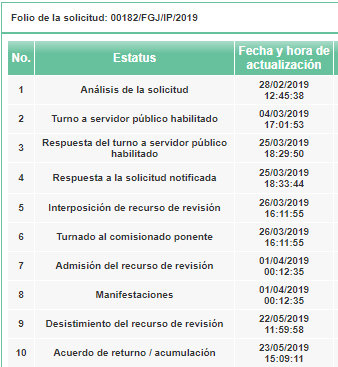 Folio de la solicitud: 00182/FGJ/IP/2019
No. Estatus Fecha y hora de
actualización
1 Análisis de la solicitud 28/02/2019
12:45:38
2 Turno a servidor público habilitado 04/03/2019
17:01:53
3 Respuesta del turno a servidor público
habilitado 25/03/2019
18:29:50
4 Respuesta a la solicitud notificada 25/03/2019
18:33:44
5 Interposición de recurso de revisión 26/03/2019
16:11:55
6 Turnado al comisionado ponente 26/03/2019
16:11:55
7 Admisión del recurso de revisión 01/04/2019
00:12:35
8 Manifestaciones 01/04/2019
00:12:35
9 Desistimiento del recurso de revisión 22/05/2019
11:59:58
10 Acuerdo de returno / acumulación 23/05/2019
15:09:11